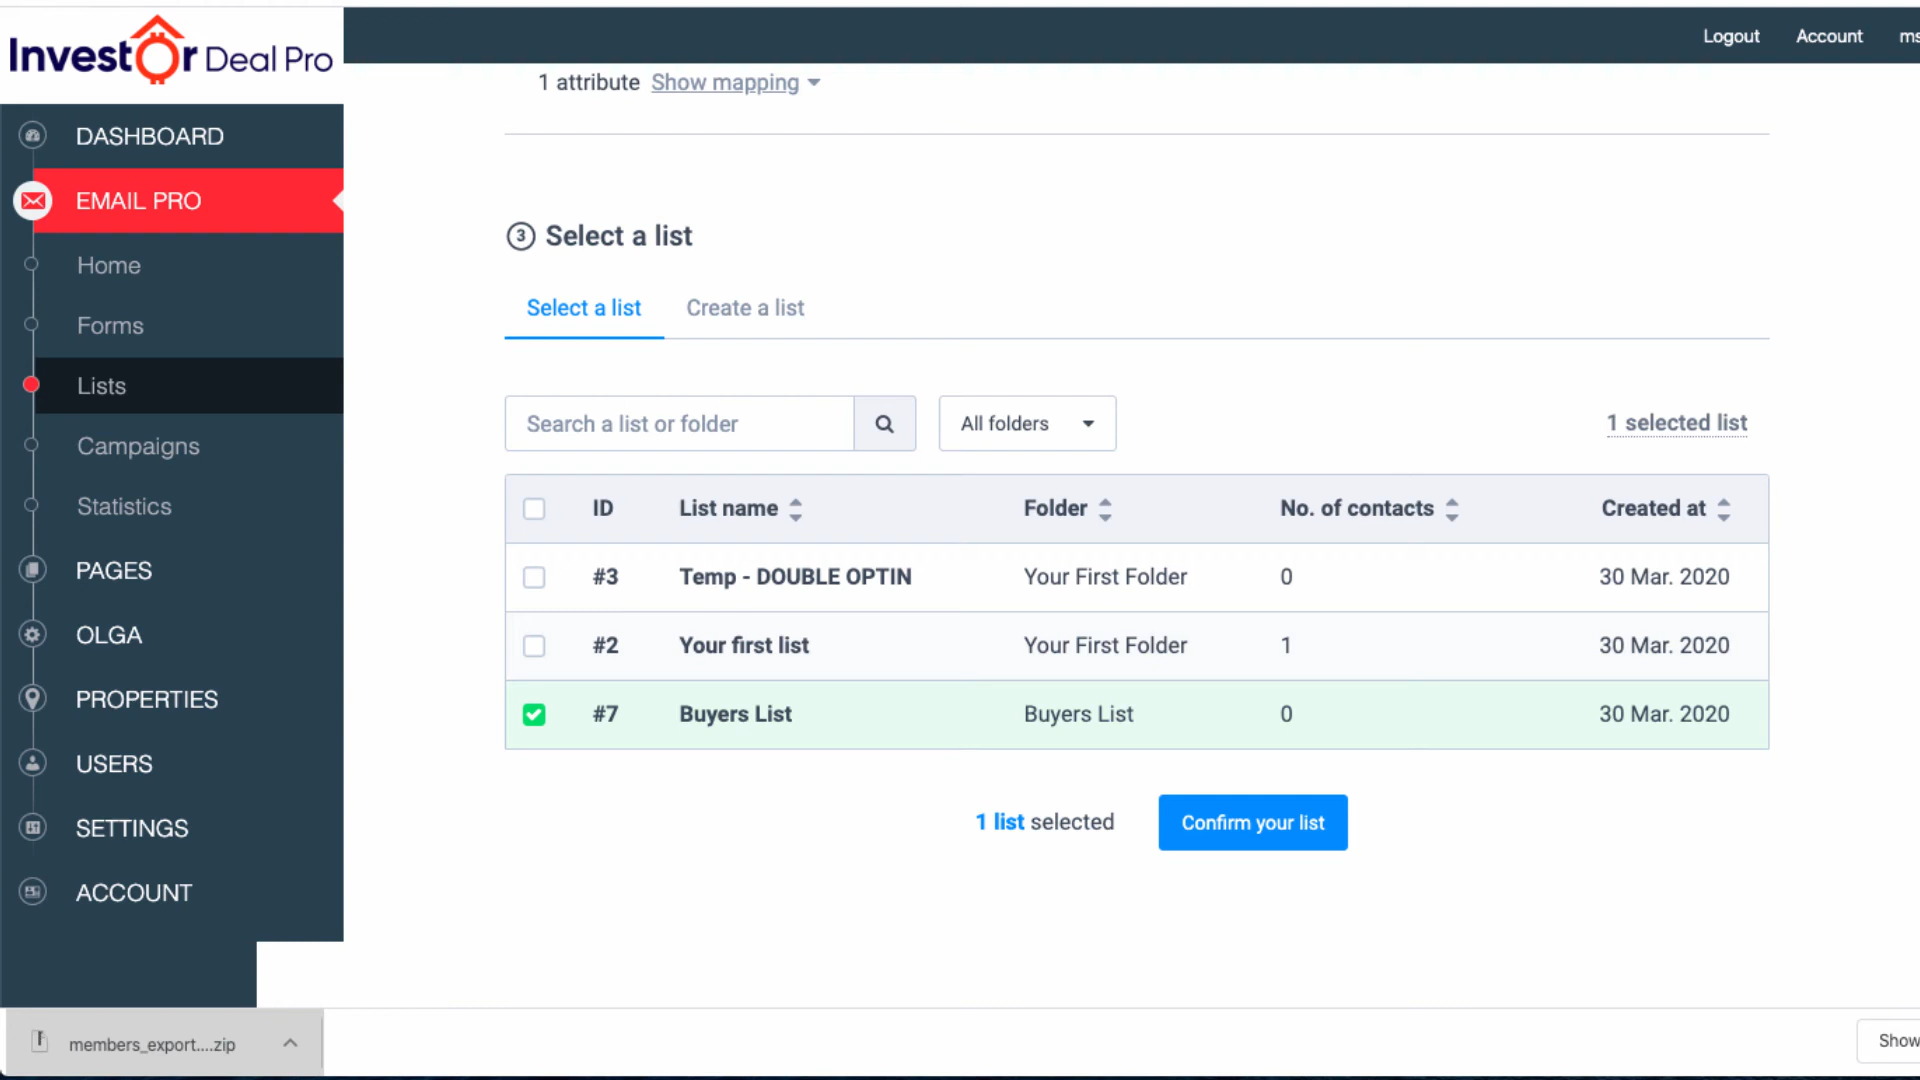 InvestOr Deal Pro
Logout Account ms
1 attribute Show mapping
DASHBOARD
EMAIL PRO
Home
Forms
Lists
Campaigns
Statistics
PAGES
OLGA
PROPERTIES
USERS
SETTINGS
ACCOUNT
3 Select a list
Select a list Create a list
Search a list or folder All folders 1 selected list
ID List name Folder No. of contacts Created at
#3 Temp - DOUBLE OPTIN Your First Folder 0 30 Mar. 2020
#2 Your first list Your First Folder 1 30 Mar. 2020
#7 Buyers List Buyers List 0 30 Mar. 2020
1 list selected Confirm your list
members_export....zip Show